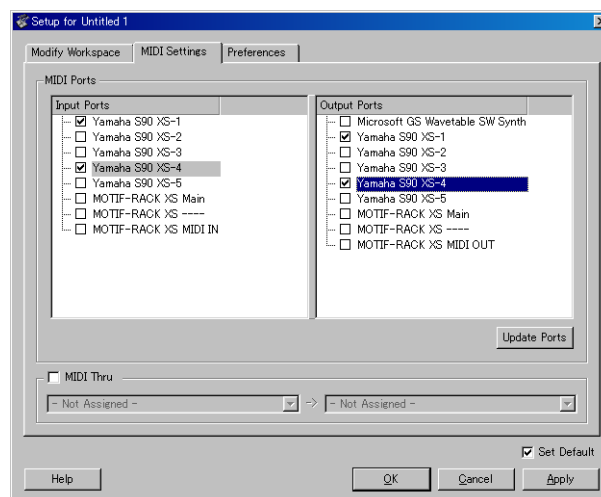 Setup for Untitled 1
Modify Workspace
MIDI Settings
Preferences
MIDI Ports
Input Ports
Yamaha S90 XS-1
Yamaha S90 XS-2
Yamaha S90 XS-3
Yamaha S90 XS-4
Yamaha S90 XS-5
MOTIF-RACK XS Main
MOTIF-RACK XS ----
MOTIF-RACK XS MIDI IN
Output Ports
Microsoft GS Wavetable SW Synth
Yamaha S90 XS-1
Yamaha S90 XS-2
Yamaha S90 XS-3
Yamaha S90 XS-4
Yamaha S90 XS-5
MOTIF-RACK XS Main
MOTIF-RACK XS ----
MOTIF-RACK XS MIDI OUT
Update Ports
MIDI Thru
- Not Assigned - -> - Not Assigned -
Set Default
Help
OK
Cancel
Apply